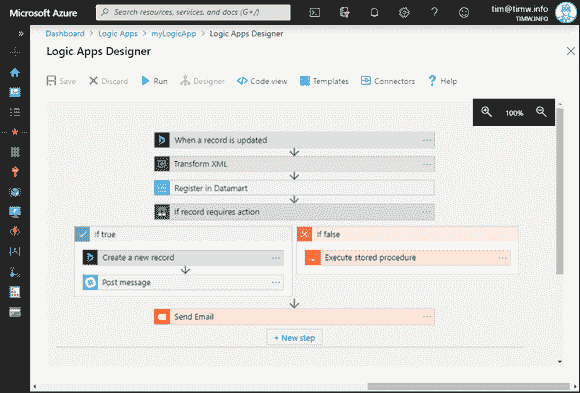 Microsoft Azure
Search resources, services, and docs (G+/)
tim@timw.info
TIMW.INFO
Dashboard > Logic Apps > myLogicApp > Logic Apps Designer
Logic Apps Designer
Save Discard Run Designer Code view Templates Connectors Help
100%
When a record is updated
Transform XML
Register in Datamart
If record requires action
If true
If false
Create a new record
Execute stored procedure
Post message
Send Email
+ New step